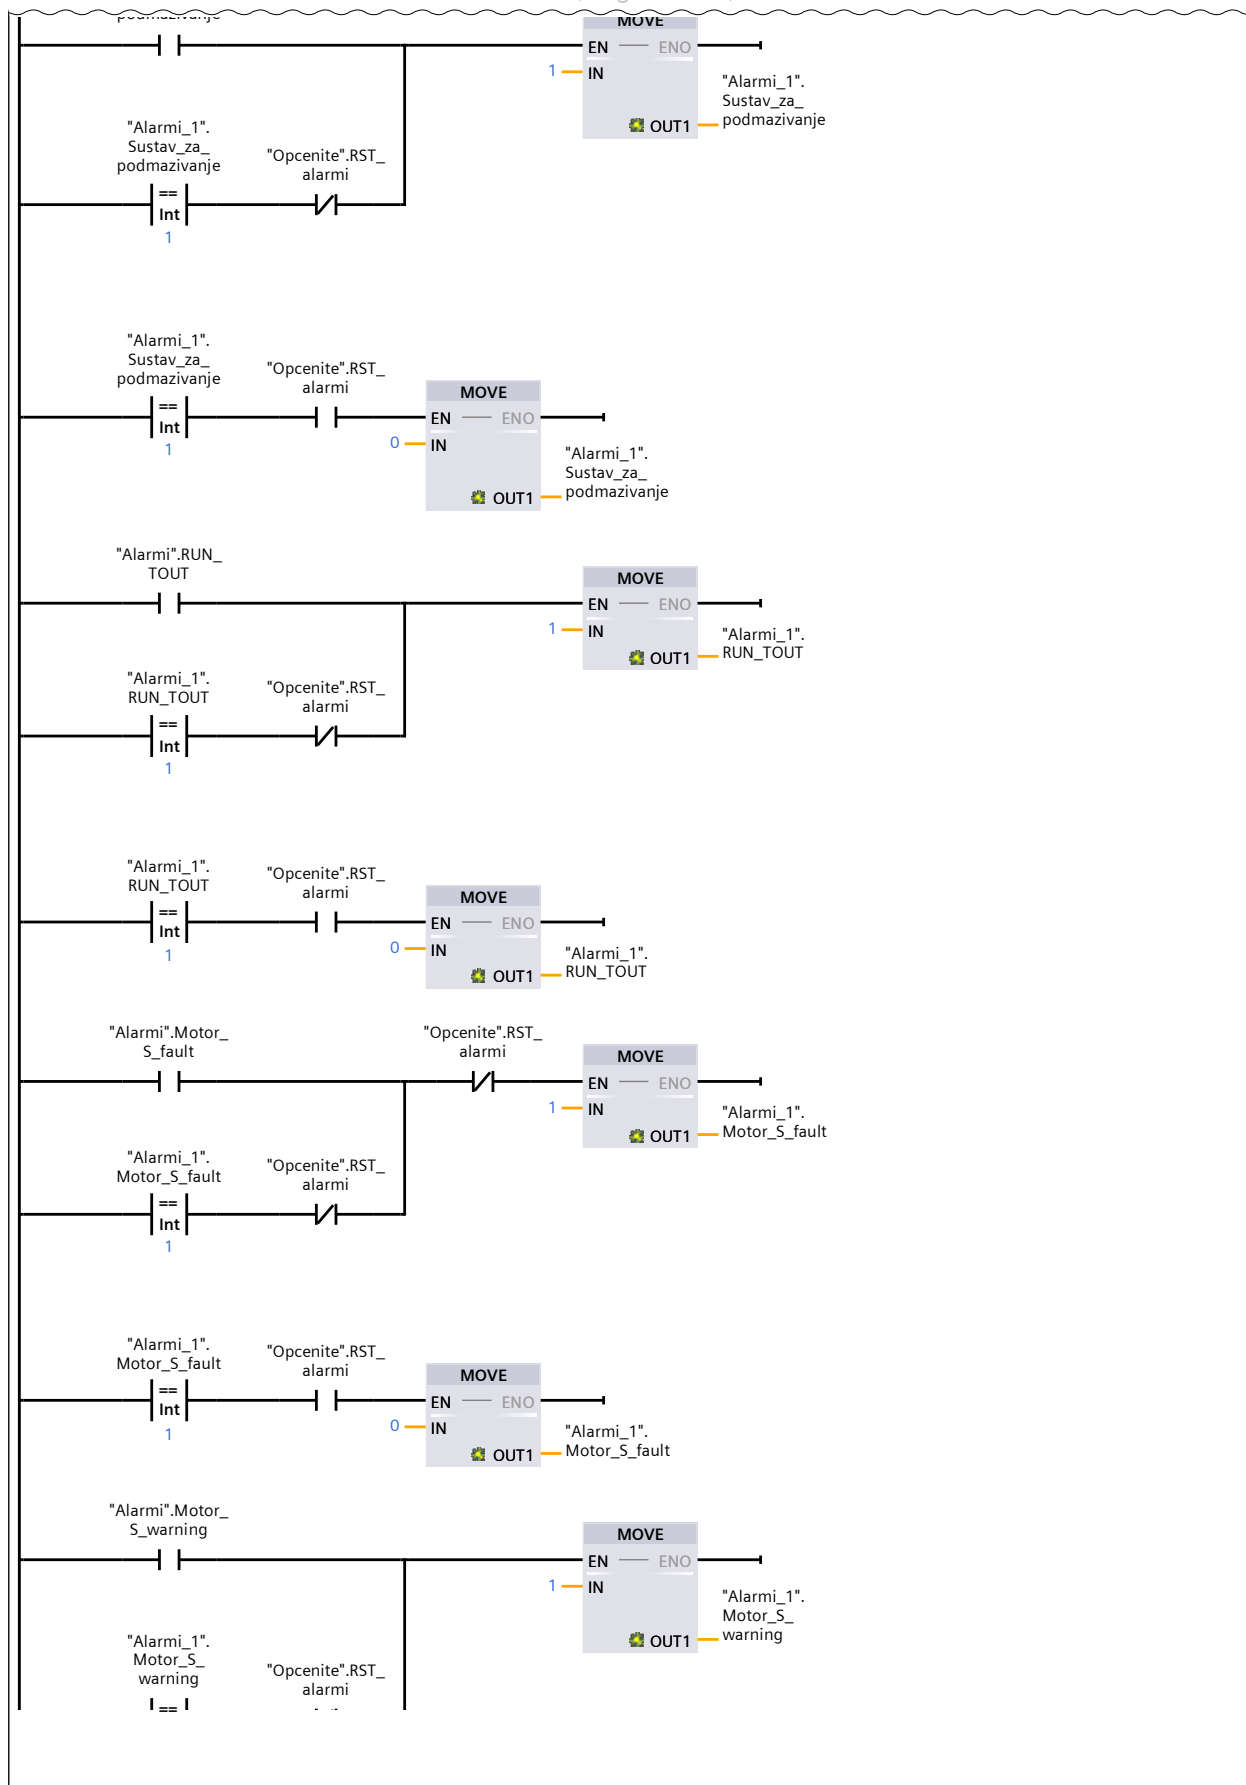 MOVE
EN ENO
1 IN
"Alarmi_1".
Sustav_za_
podmazivanje
OUT1
"Alarmi_1".
Sustav_za_
podmazivanje
"Opcenite".RST_
alarmi
==
Int
1
"Alarmi_1".
Sustav_za_
podmazivanje
"Opcenite".RST_
alarmi
==
Int
1
MOVE
EN ENO
0 IN
"Alarmi_1".
Sustav_za_
podmazivanje
OUT1
"Alarmi".RUN_
TOUT
MOVE
EN ENO
1 IN
"Alarmi_1".
RUN_TOUT
OUT1
"Alarmi_1".
RUN_TOUT
"Opcenite".RST_
alarmi
==
Int
1
"Alarmi_1".
RUN_TOUT
"Opcenite".RST_
alarmi
==
Int
1
MOVE
EN ENO
0 IN
"Alarmi_1".
RUN_TOUT
OUT1
"Alarmi".Motor_
S_fault
"Opcenite".RST_
alarmi
MOVE
EN ENO
1 IN
"Alarmi_1".
Motor_S_fault
OUT1
"Alarmi_1".
Motor_S_fault
"Opcenite".RST_
alarmi
==
Int
1
"Alarmi_1".
Motor_S_fault
"Opcenite".RST_
alarmi
==
Int
1
MOVE
EN ENO
0 IN
"Alarmi_1".
Motor_S_fault
OUT1
"Alarmi".Motor_
S_warning
MOVE
EN ENO
1 IN
"Alarmi_1".
Motor_S_
warning
OUT1
"Alarmi_1".
Motor_S_
warning
"Opcenite".RST_
alarmi
==